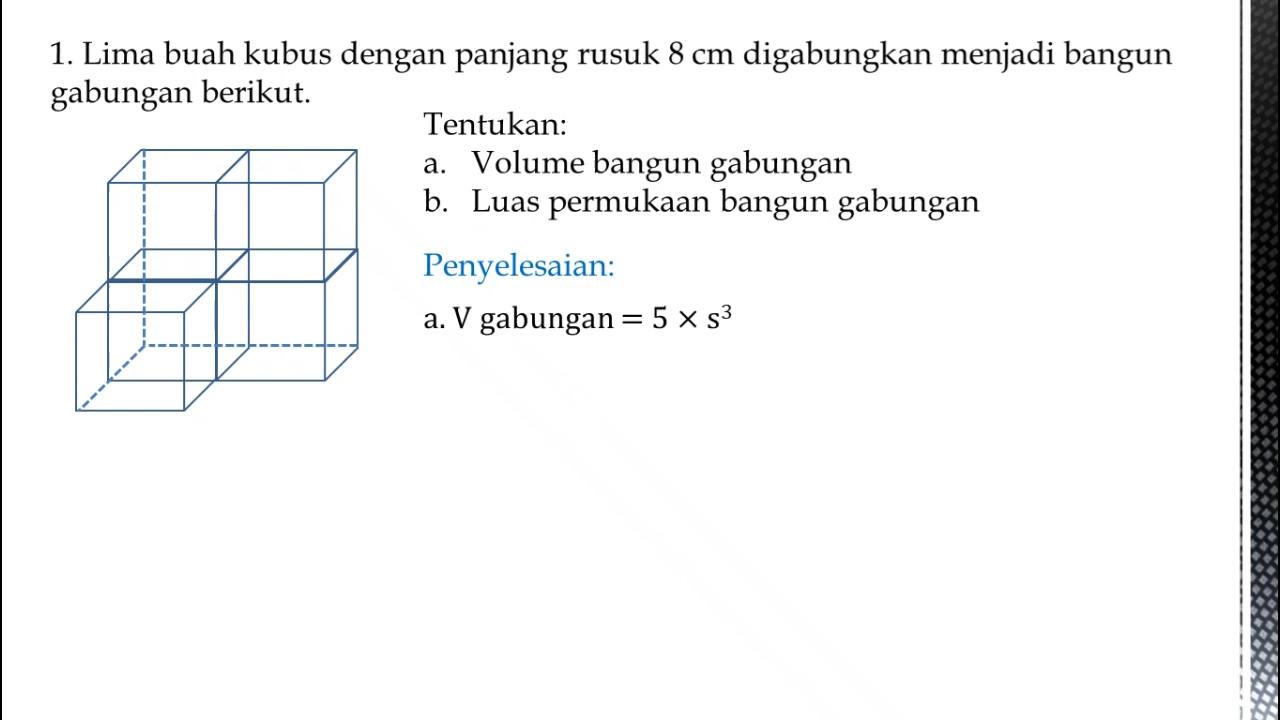 1. Lima buah kubus dengan panjang rusuk 8 cm digabungkan menjadi bangun
gabungan berikut.
Tentukan:
a. Volume bangun gabungan
b. Luas permukaan bangun gabungan
Penyelesaian:
a. V gabungan = 5 × s³